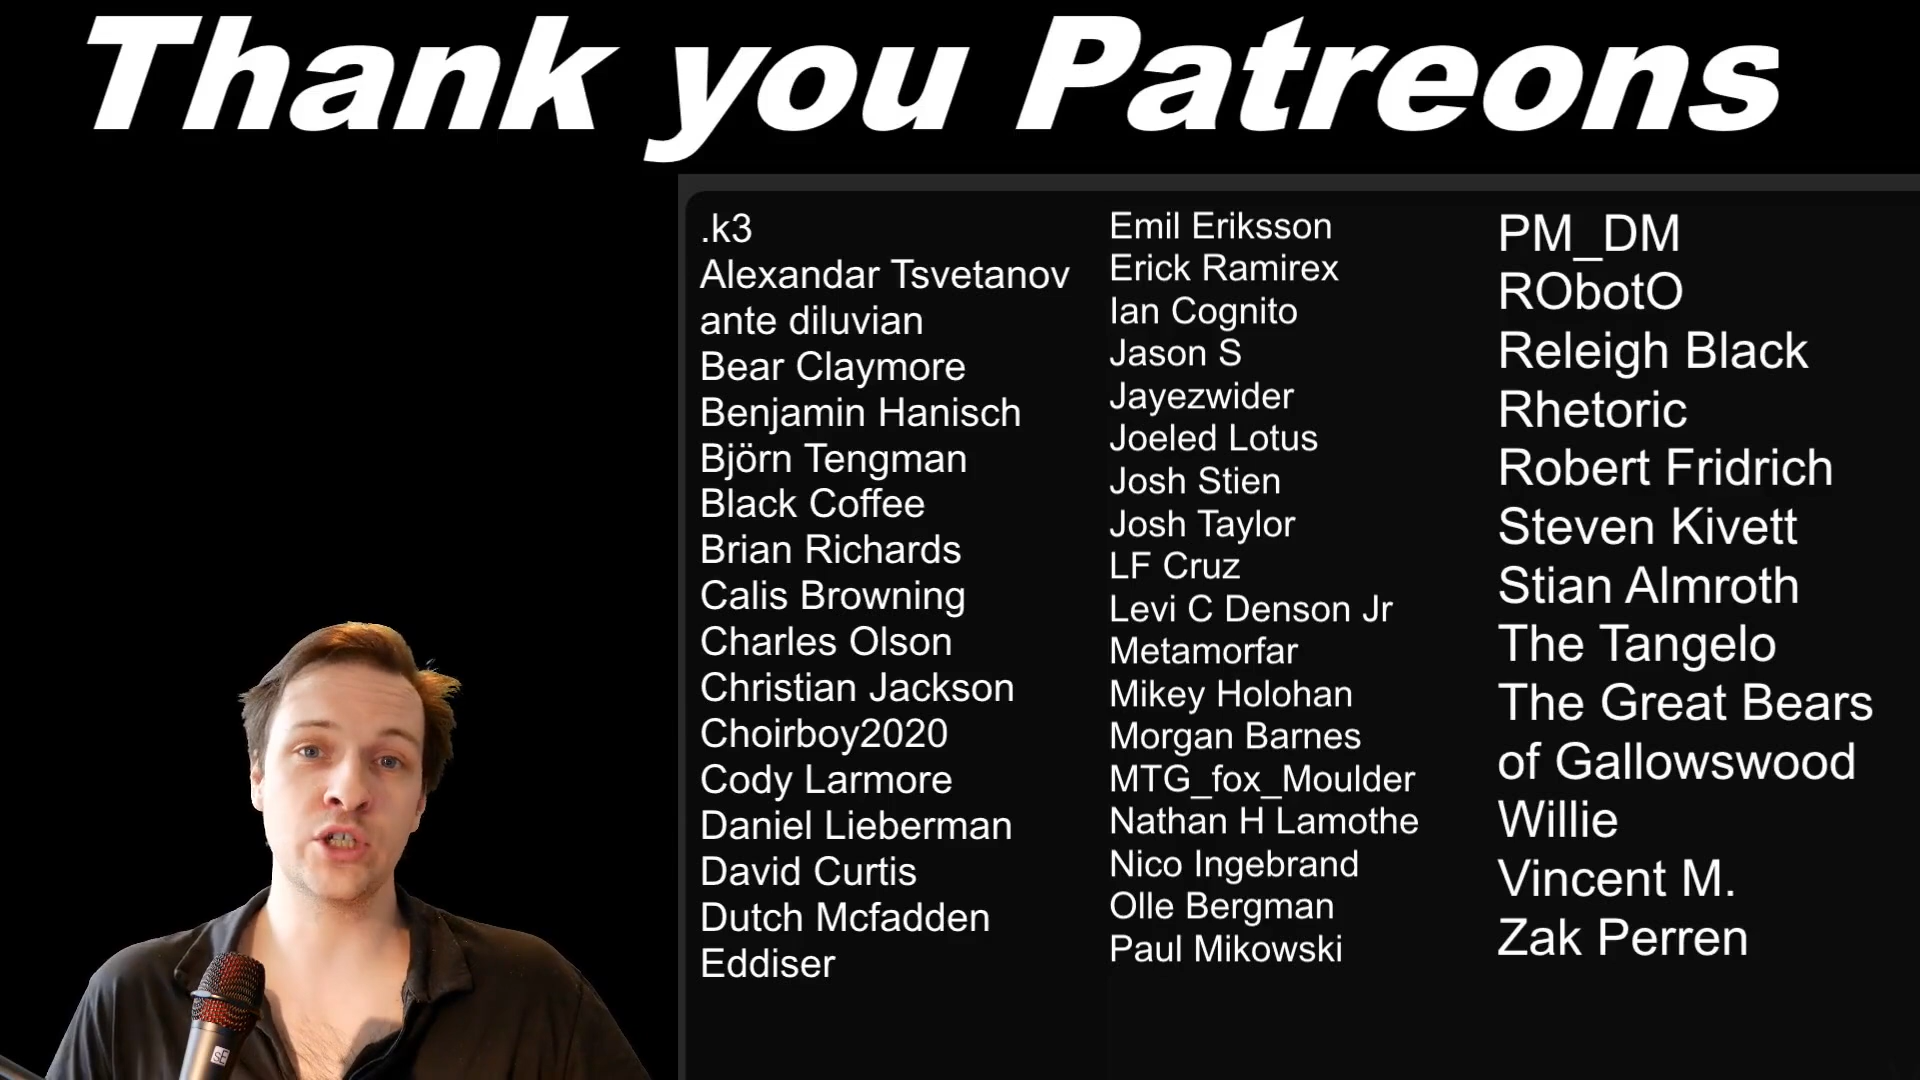 Thank you Patreons
.k3
Alexandar Tsvetanov
ante diluvian
Bear Claymore
Benjamin Hanisch
Björn Tengman
Black Coffee
Brian Richards
Calis Browning
Charles Olson
Christian Jackson
Choirboy2020
Cody Larmore
Daniel Lieberman
David Curtis
Dutch Mcfadden
Eddiser
Emil Eriksson
Erick Ramirex
Ian Cognito
Jason S
Jayezwider
Joeled Lotus
Josh Stien
Josh Taylor
LF Cruz
Levi C Denson Jr
Metamorfar
Mikey Holohan
Morgan Barnes
MTG_fox_Moulder
Nathan H Lamothe
Nico Ingebrand
Olle Bergman
Paul Mikowski
PM_DM
RObotO
Releigh Black
Rhetoric
Robert Fridrich
Steven Kivett
Stian Almroth
The Tangelo
The Great Bears
of Gallowswood
Willie
Vincent M.
Zak Perren
sE